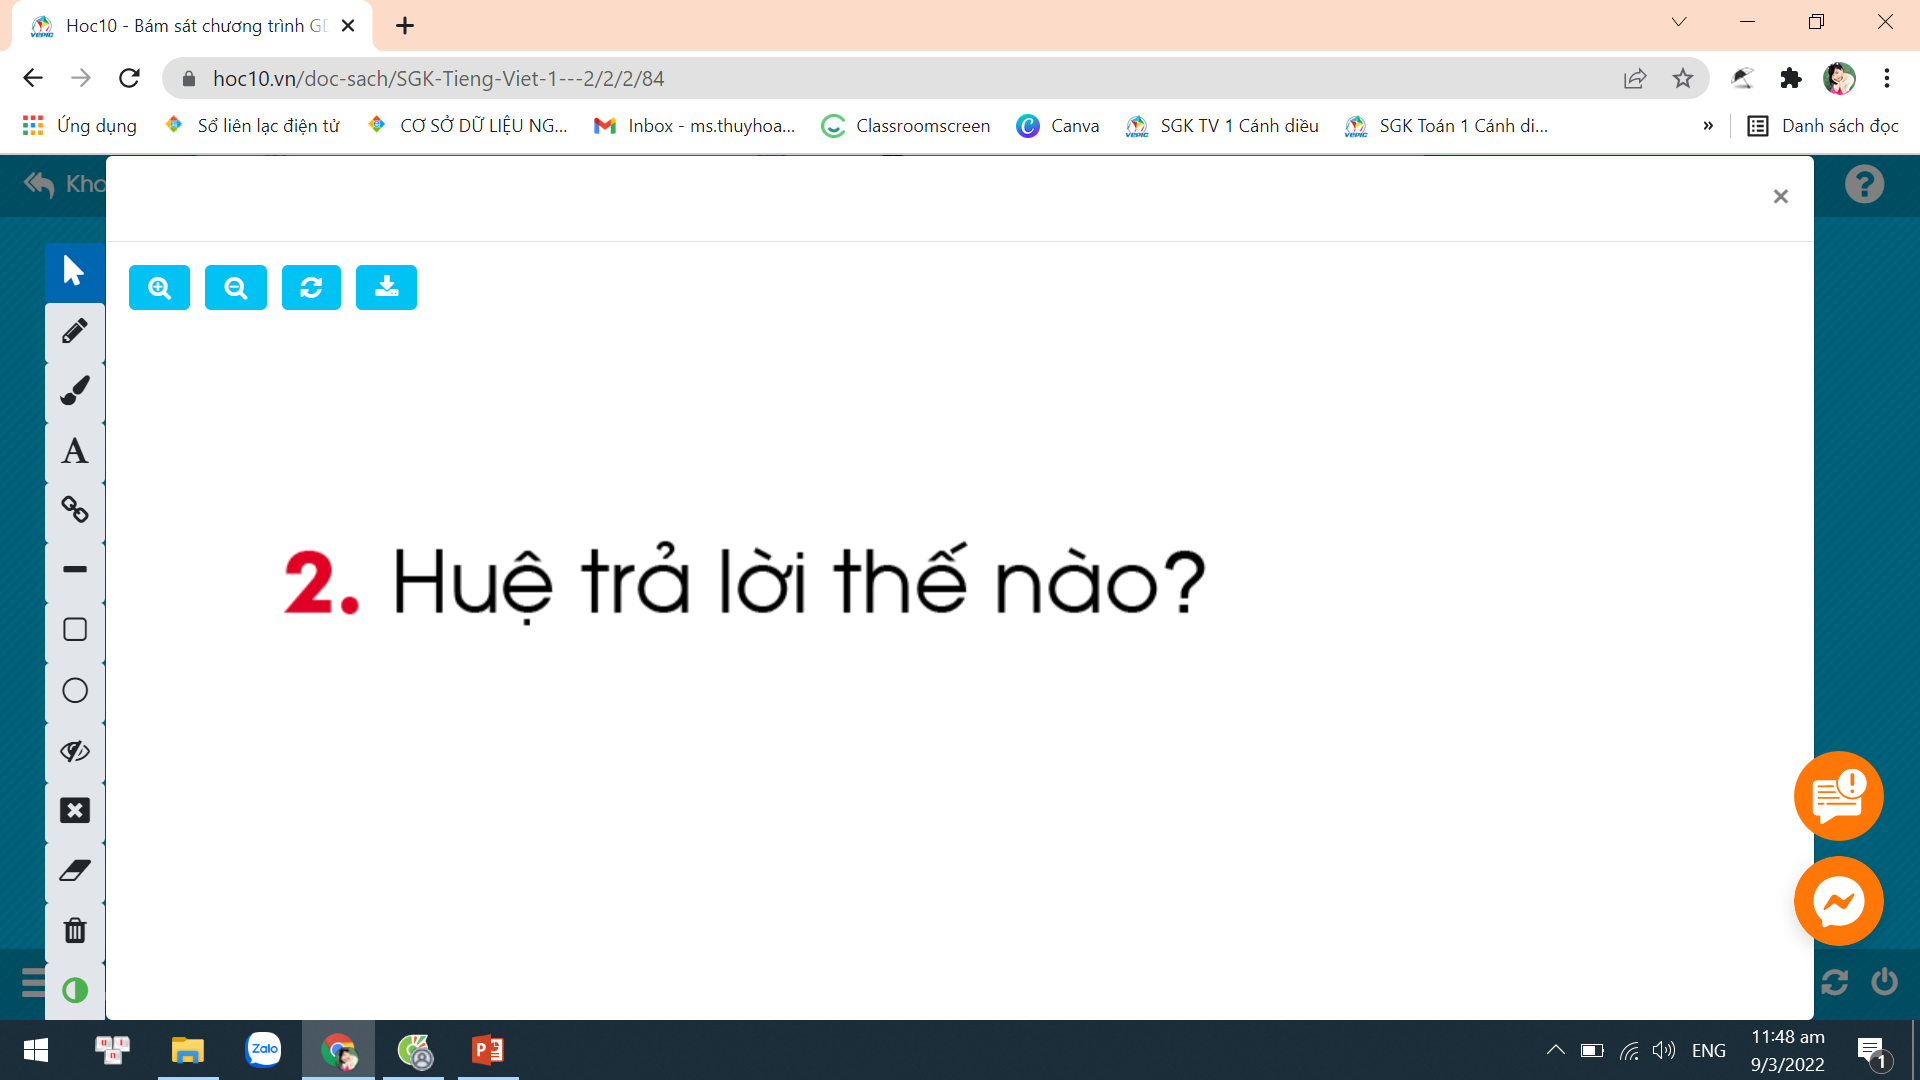 Hoc10 - Bám sát chương trình GD
hoc10.vn/doc-sach/SGK-Tieng-Viet-1---2/2/2/84
Ứng dụng
Sổ liên lạc điện tử
CƠ SỞ DỮ LIỆU NG...
Inbox - ms.thuyhoa...
Classroomscreen
Canva
SGK TV 1 Cánh diều
SGK Toán 1 Cánh di...
»
Danh sách đọc
Kho
2. Huệ trả lời thế nào?
Zalo
ENG
11:48 am
9/3/2022
1